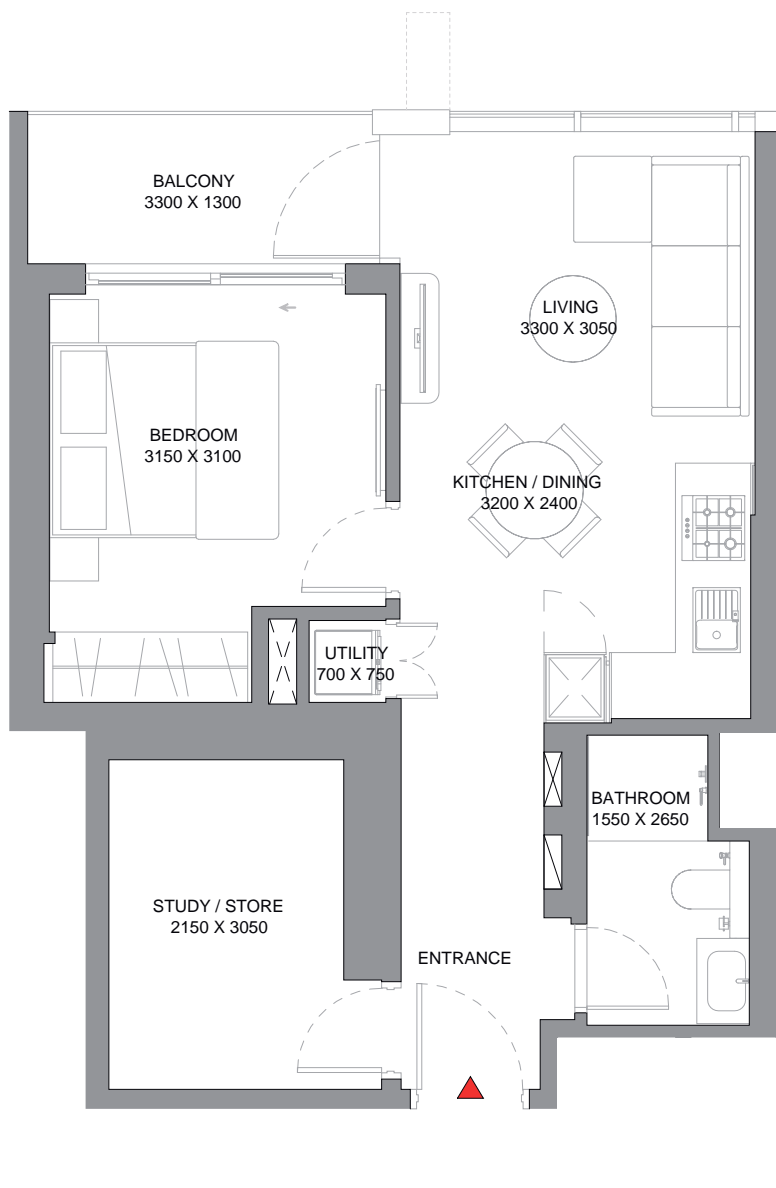 BALCONY
3300 X 1300
LIVING
3300 X 3050
BEDROOM
3150 X 3100
KITCHEN / DINING
3200 X 2400
UTILITY
700 X 750
BATHROOM
1550 X 2650
STUDY / STORE
2150 X 3050
ENTRANCE